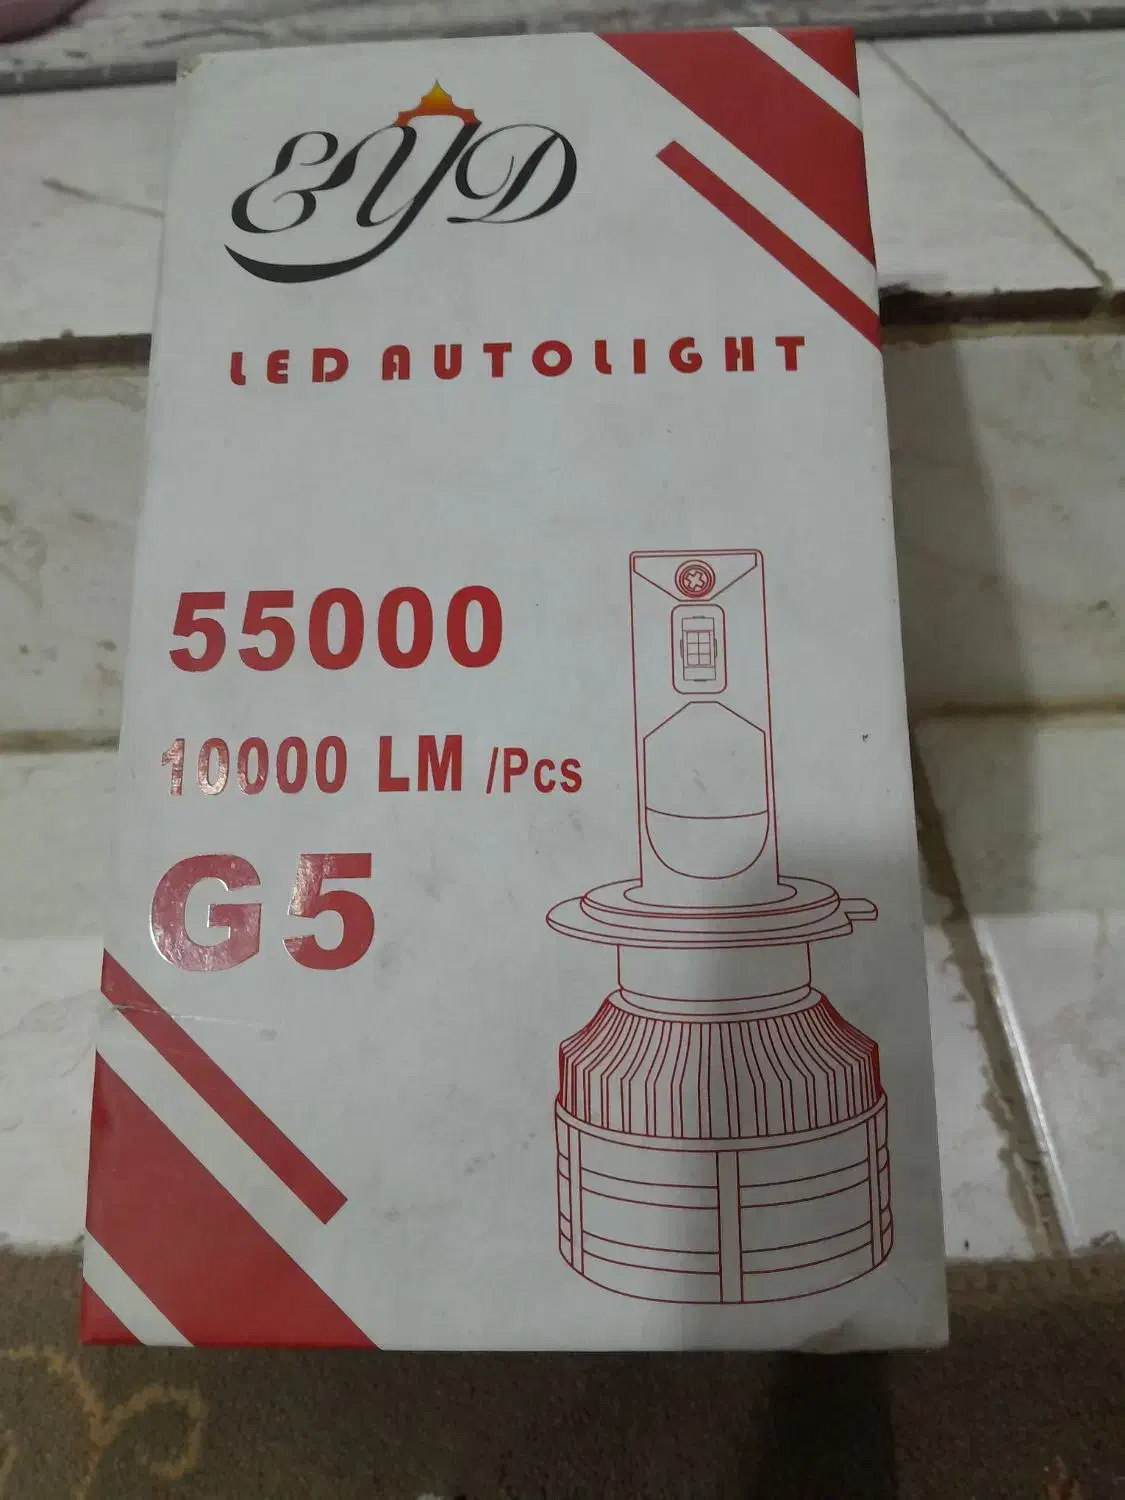 EYD
LED AUTOLIGHT
55000
10000 LM /Pcs
G5